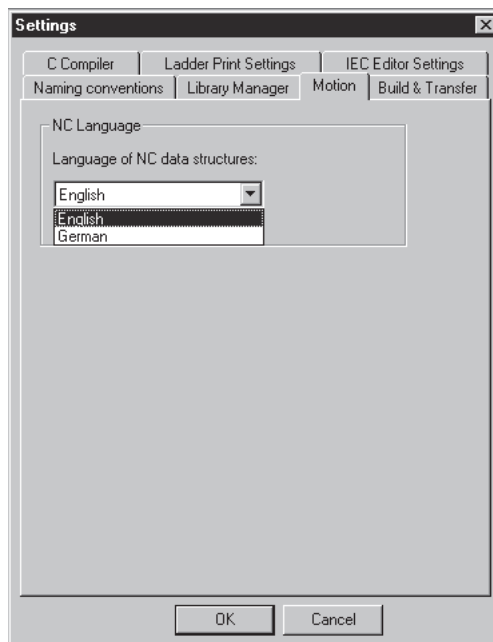 Settings
C Compiler
Ladder Print Settings
IEC Editor Settings
Naming conventions
Library Manager
Motion
Build & Transfer
NC Language
Language of NC data structures:
English
English
German
OK
Cancel